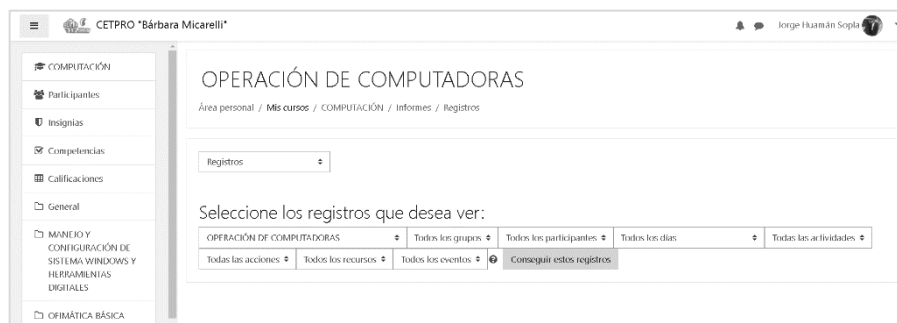 CETPRO "Bárbara Micarelli"
Jorge Huamán Sopla
COMPUTACIÓN
Participantes
Insignias
Competencias
Calificaciones
General
MANEJO Y
CONFIGURACIÓN DE
SISTEMA WINDOWS Y
HERRAMIENTAS
DIGITALES
OFIMÁTICA BÁSICA
OPERACIÓN DE COMPUTADORAS
Área personal / Mis cursos / COMPUTACIÓN / Informes / Registros
Registros
Seleccione los registros que desea ver:
OPERACIÓN DE COMPUTADORAS Todos los grupos Todos los participantes Todos los días Todas las actividades
Todas las acciones Todos los recursos Todos los eventos Conseguir estos registros